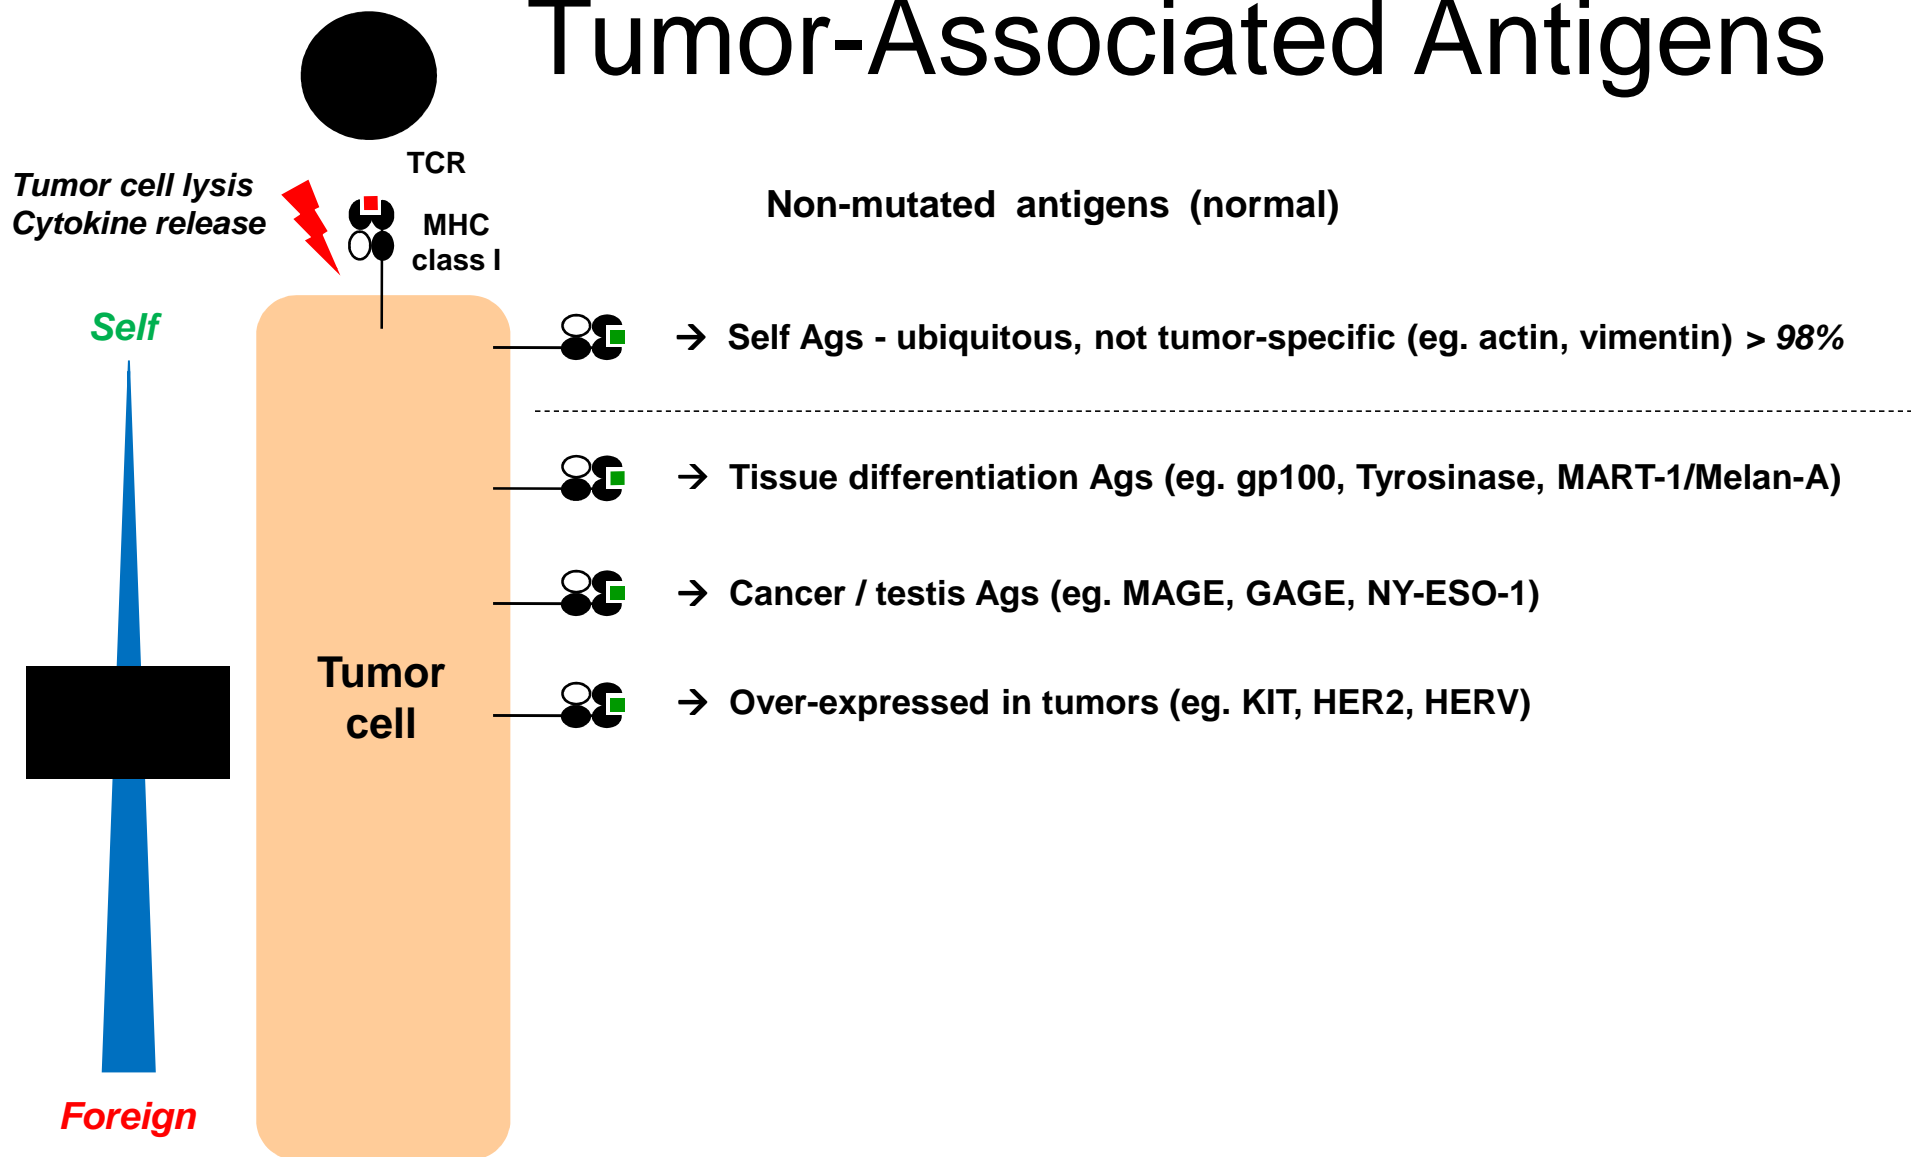 Tumor-Associated Antigens
TCR
Tumor cell lysis
Cytokine release
MHC
class I
Non-mutated antigens (normal)
Self
→ Self Ags - ubiquitous, not tumor-specific (eg. actin, vimentin) > 98%
→ Tissue differentiation Ags (eg. gp100, Tyrosinase, MART-1/Melan-A)
→ Cancer / testis Ags (eg. MAGE, GAGE, NY-ESO-1)
Tumor
cell
→ Over-expressed in tumors (eg. KIT, HER2, HERV)
Foreign